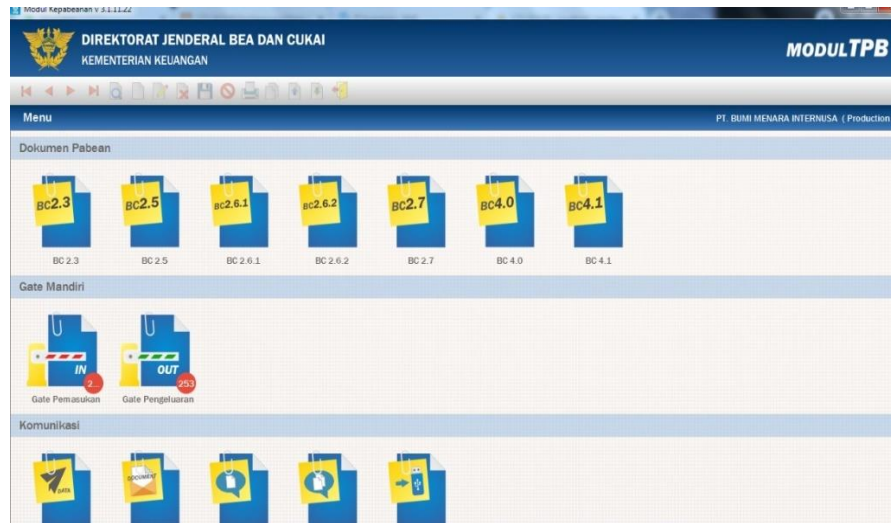 Modul Kepabeanan v 3.1.11.22
DIREKTORAT JENDERAL BEA DAN CUKAI
KEMENTERIAN KEUANGAN
MODULTPB
Menu
PT. BUMI MENARA INTERNUSA ( Production
Dokumen Pabean
BC2.3
BC2.5
BC2.6.1
BC2.6.2
BC2.7
BC4.0
BC4.1
BC 2.3
BC 2.5
BC 2.6.1
BC 2.6.2
BC 2.7
BC 4.0
BC 4.1
Gate Mandiri
IN
2...
OUT
253
Gate Pemasukan
Gate Pengeluaran
Komunikasi
DATA
DOCUMENT